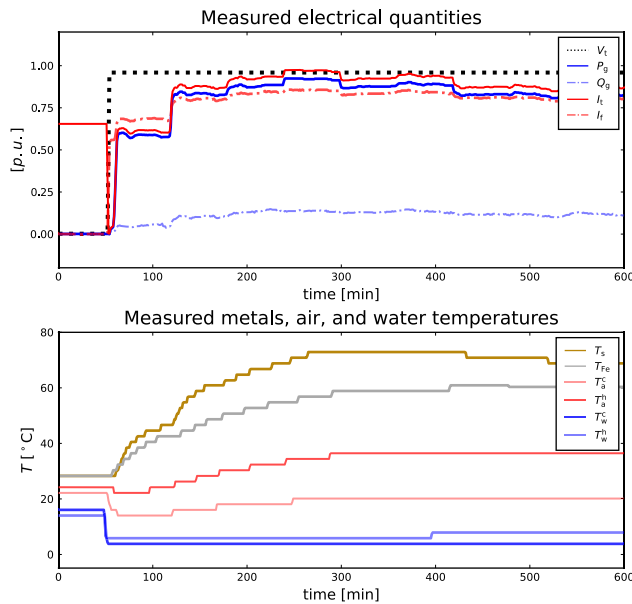 Measured electrical quantities
[p.u.]
1.00
0.75
0.50
0.25
0.00
V_t
P_g
Q_g
I_t
I_f
0 100 200 300 400 500 600
time [min]
Measured metals, air, and water temperatures
T [°C]
80
60
40
20
0
T_s
T_Fe
T_a^c
T_a^h
T_w^c
T_w^h
0 100 200 300 400 500 600
time [min]